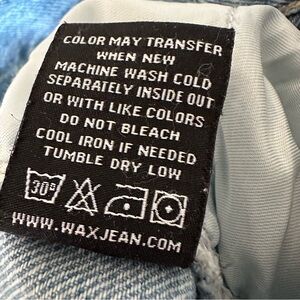 COLOR MAY TRANSFER
WHEN NEW
MACHINE WASH COLD
SEPARATELY INSIDE OUT
OR WITH LIKE COLORS
DO NOT BLEACH
COOL IRON IF NEEDED
TUMBLE DRY LOW
30°
WWW.WAXJEAN.COM